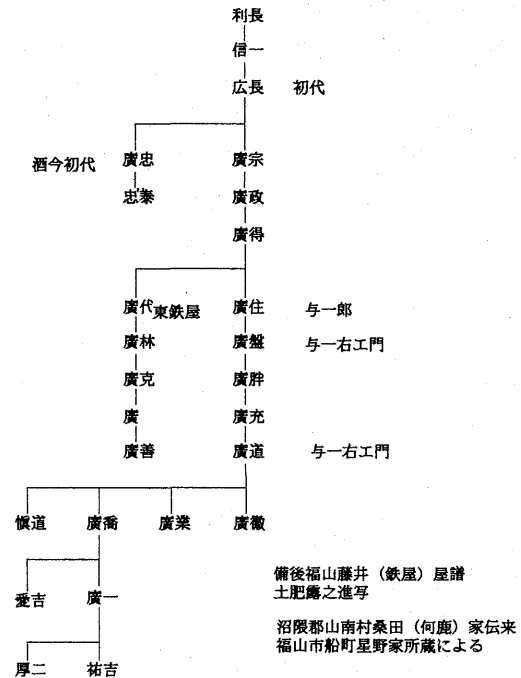 利長
信一
広長 初代
酒今初代 廣忠 廣宗
忠泰 廣政
廣得
廣代 東鉄屋 廣住 与一郎
廣林 廣盤 与一右エ門
廣克 廣胖
廣 廣充
廣善 廣道 与一右エ門
愼道 廣喬 廣業 廣徹
愛吉 廣一
厚二 祐吉
備後福山藤井（鉄屋）屋譜
土肥鑥之進写
沼隈郡山南村桑田（何鹿）家伝来
福山市船町星野家所蔵による